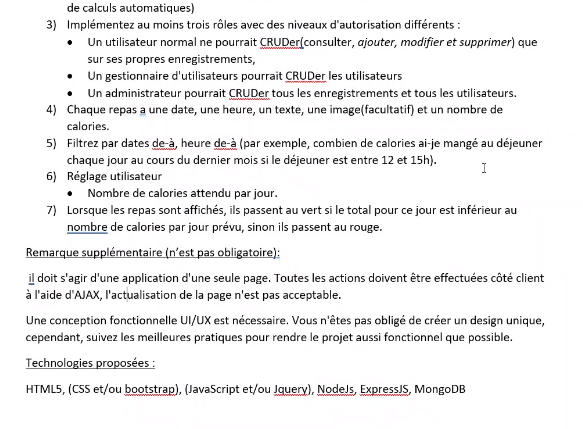 de calculs automatiques)
3) Implémentez au moins trois rôles avec des niveaux d'autorisation différents :
• Un utilisateur normal ne pourrait CRUDer(consulter, ajouter, modifier et supprimer) que
sur ses propres enregistrements,
• Un gestionnaire d'utilisateurs pourrait CRUDer les utilisateurs
• Un administrateur pourrait CRUDer tous les enregistrements et tous les utilisateurs.
4) Chaque repas a une date, une heure, un texte, une image(facultatif) et un nombre de
calories.
5) Filtrez par dates de-à, heure de-à (par exemple, combien de calories ai-je mangé au déjeuner
chaque jour au cours du dernier mois si le déjeuner est entre 12 et 15h).
6) Réglage utilisateur
• Nombre de calories attendu par jour.
7) Lorsque les repas sont affichés, ils passent au vert si le total pour ce jour est inférieur au
nombre de calories par jour prévu, sinon ils passent au rouge.
Remarque supplémentaire (n'est pas obligatoire):
il doit s'agir d'une application d'une seule page. Toutes les actions doivent être effectuées côté client
à l'aide d'AJAX, l'actualisation de la page n'est pas acceptable.
Une conception fonctionnelle UI/UX est nécessaire. Vous n'êtes pas obligé de créer un design unique,
cependant, suivez les meilleures pratiques pour rendre le projet aussi fonctionnel que possible.
Technologies proposées :
HTML5, (CSS et/ou bootstrap), (JavaScript et/ou Jquery), NodeJs, ExpressJS, MongoDB